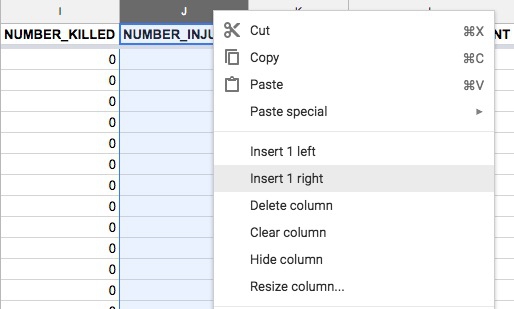 I J
NUMBER_KILLED NUMBER_INJU NT
0
0
0
0
0
0
0
0
0
0
0
0
Cut ⌘X
Copy ⌘C
Paste ⌘V
Paste special ▸
Insert 1 left
Insert 1 right
Delete column
Clear column
Hide column
Resize column...